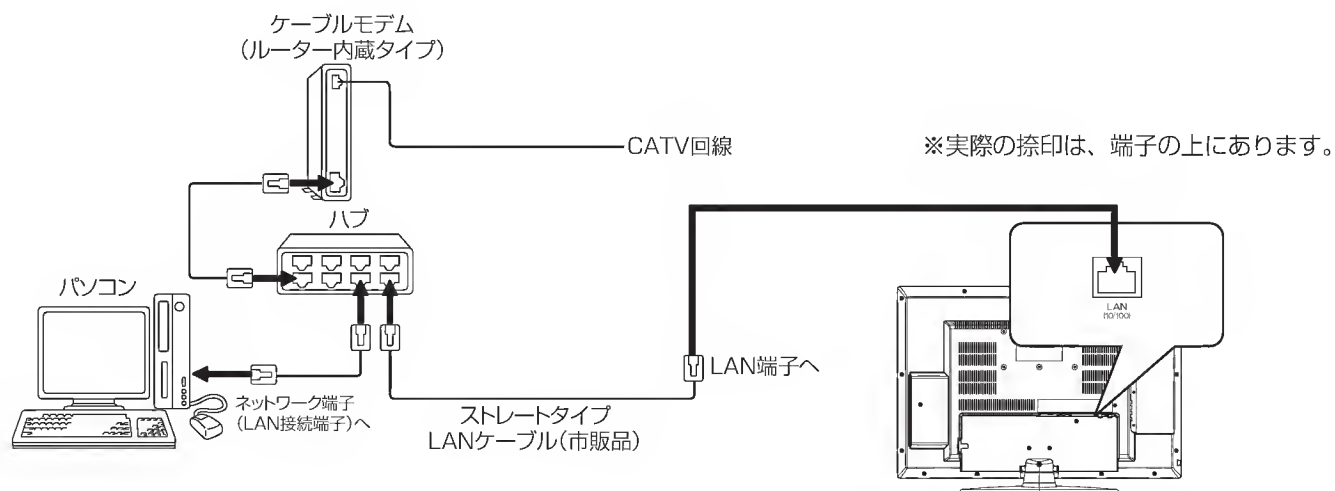 ケーブルモデム
(ルーター内蔵タイプ)
CATV回線
※実際の捺印は、端子の上にあります。
ハブ
パソコン
LAN
(10/100)
LAN端子へ
ネットワーク端子
(LAN接続端子)へ
ストレートタイプ
LANケーブル(市販品)